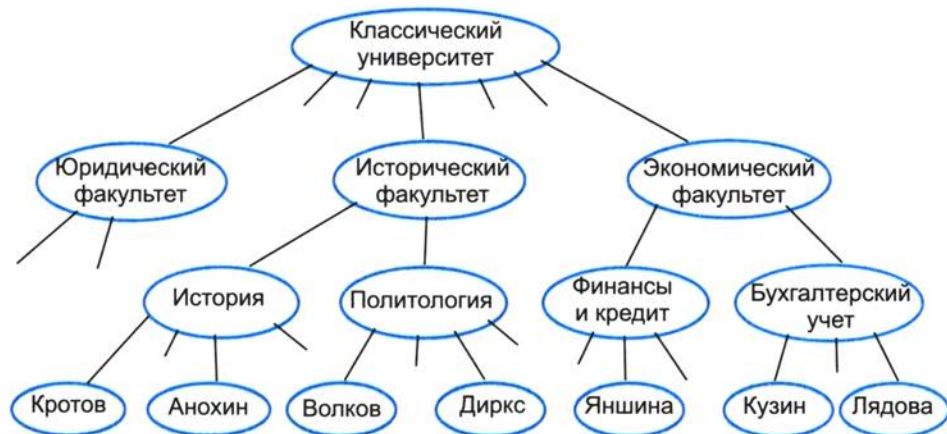 Классический
университет
Юридический
факультет
Исторический
факультет
Экономический
факультет
История
Политология
Финансы
и кредит
Бухгалтерский
учет
Кротов
Анохин
Волков
Диркс
Яншина
Кузин
Лядова